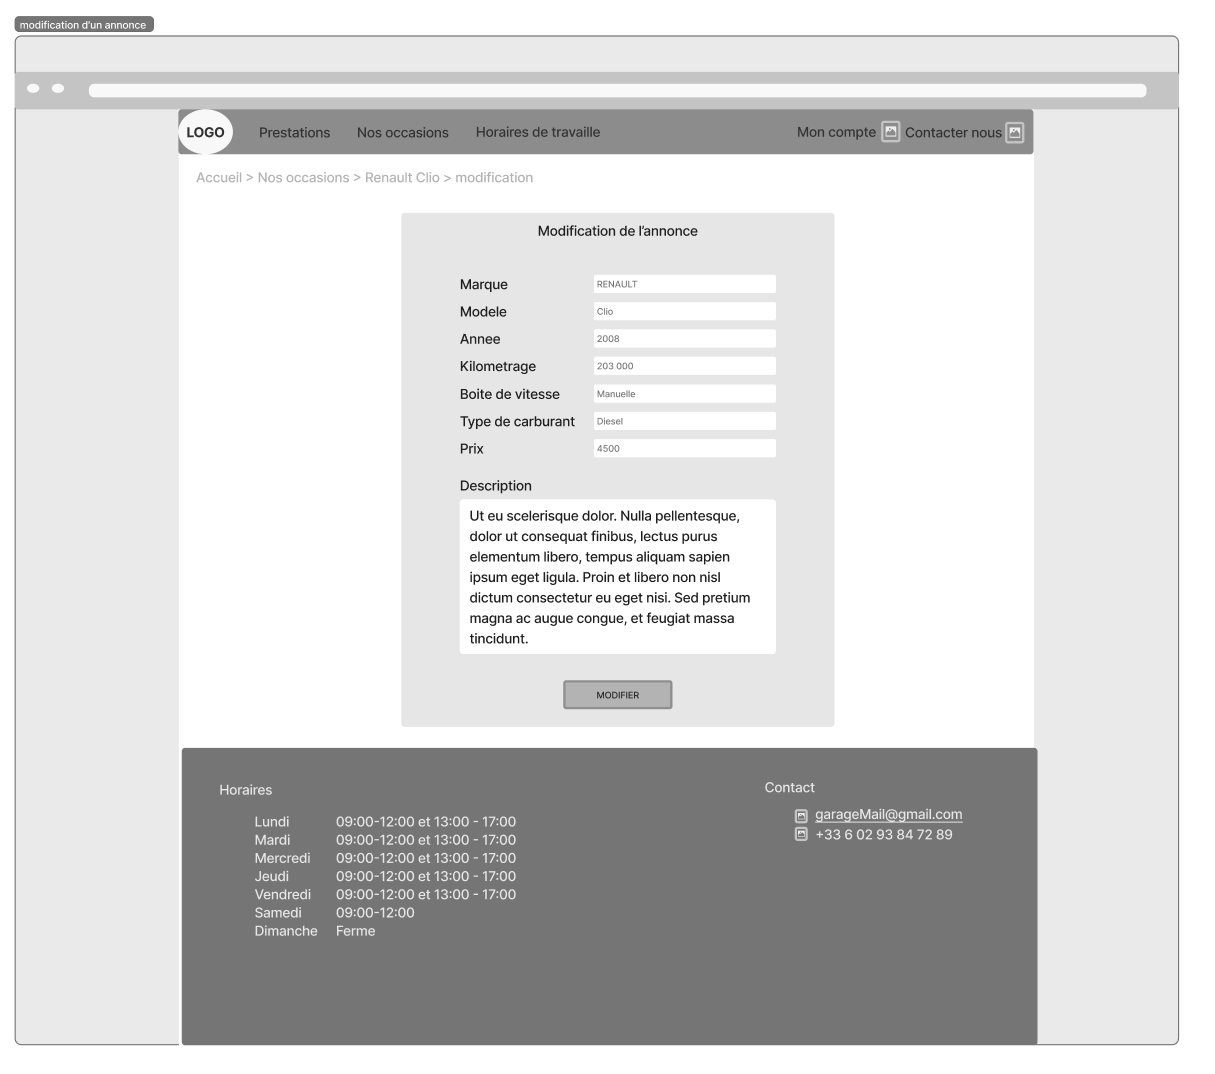 modification d'un annonce
LOGO Prestations Nos occasions Horaires de travaille Mon compte Contacter nous
Accueil > Nos occasions > Renault Clio > modification
Modification de l'annonce
Marque RENAULT
Modele Clio
Annee 2008
Kilometrage 203 000
Boite de vitesse Manuelle
Type de carburant Diesel
Prix 4500
Description
Ut eu scelerisque dolor. Nulla pellentesque,
dolor ut consequat finibus, lectus purus
elementum libero, tempus aliquam sapien
ipsum eget ligula. Proin et libero non nisl
dictum consectetur eu eget nisi. Sed pretium
magna ac augue congue, et feugiat massa
tincidunt.
MODIFIER
Horaires
Lundi 09:00-12:00 et 13:00 - 17:00
Mardi 09:00-12:00 et 13:00 - 17:00
Mercredi 09:00-12:00 et 13:00 - 17:00
Jeudi 09:00-12:00 et 13:00 - 17:00
Vendredi 09:00-12:00 et 13:00 - 17:00
Samedi 09:00-12:00
Dimanche Ferme
Contact
garageMail@gmail.com
+33 6 02 93 84 72 89